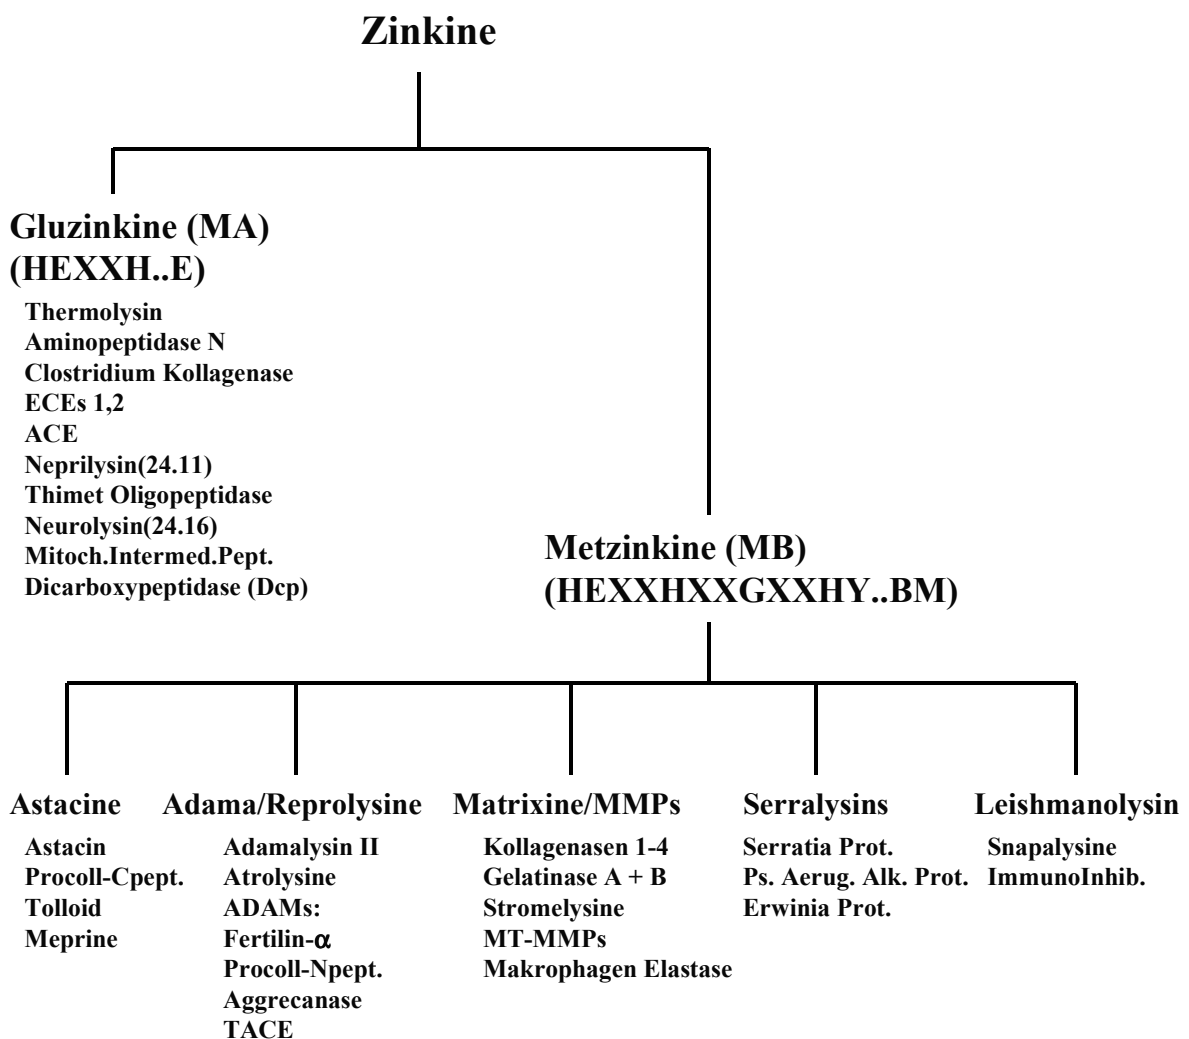 Zinkine
Gluzinkine (MA)
(HEXXH..E)
Thermolysin
Aminopeptidase N
Clostridium Kollagenase
ECEs 1,2
ACE
Neprilysin(24.11)
Thimet Oligopeptidase
Neurolysin(24.16)
Mitoch.Intermed.Pept.
Dicarboxypeptidase (Dcp)
Metzinkine (MB)
(HEXXHXXGXXHY..BM)
Astacine
Astacin
Procoll-Cpept.
Tolloid
Meprine
Adama/Reprolysine
Adamalysin II
Atrolysine
ADAMs:
Fertilin-α
Procoll-Npept.
Aggrecanase
TACE
Matrixine/MMPs
Kollagenasen 1-4
Gelatinase A + B
Stromelysine
MT-MMPs
Makrophagen Elastase
Serralysins
Serratia Prot.
Ps. Aerug. Alk. Prot.
Erwinia Prot.
Leishmanolysin
Snapalysine
ImmunoInhib.